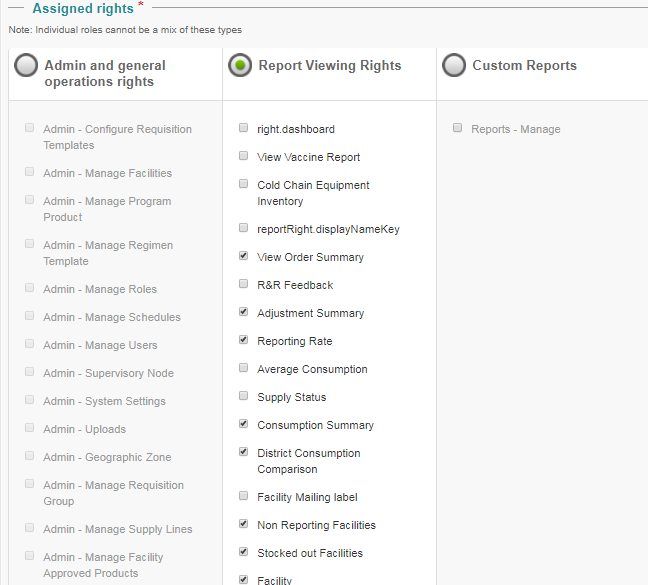 Assigned rights *
Note: Individual roles cannot be a mix of these types
Admin and general
operations rights
Admin - Configure Requisition
Templates
Admin - Manage Facilities
Admin - Manage Program
Product
Admin - Manage Regimen
Template
Admin - Manage Roles
Admin - Manage Schedules
Admin - Manage Users
Admin - Supervisory Node
Admin - System Settings
Admin - Uploads
Admin - Geographic Zone
Admin - Manage Requisition
Group
Admin - Manage Supply Lines
Admin - Manage Facility
Approved Products
Report Viewing Rights
right.dashboard
View Vaccine Report
Cold Chain Equipment
Inventory
reportRight.displayNameKey
View Order Summary
R&R Feedback
Adjustment Summary
Reporting Rate
Average Consumption
Supply Status
Consumption Summary
District Consumption
Comparison
Facility Mailing label
Non Reporting Facilities
Stocked out Facilities
Facility
Custom Reports
Reports - Manage